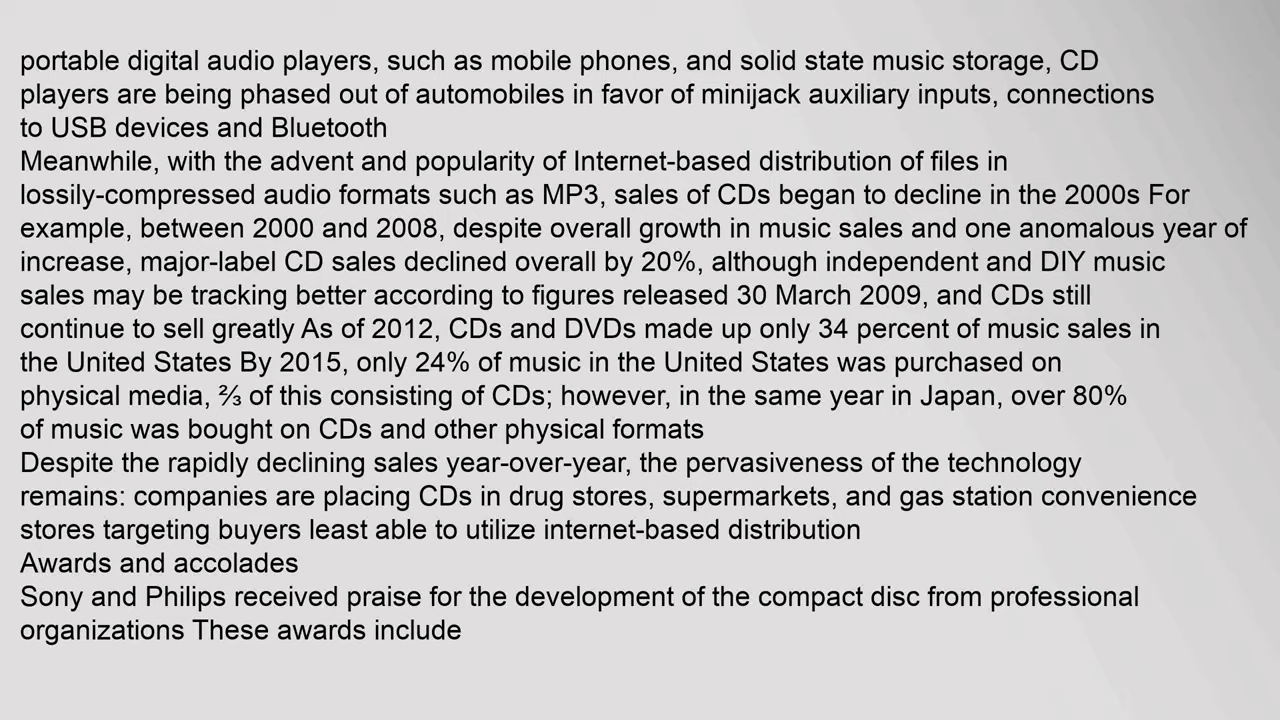 portable digital audio players, such as mobile phones, and solid state music storage, CD
players are being phased out of automobiles in favor of minijack auxiliary inputs, connections
to USB devices and Bluetooth
Meanwhile, with the advent and popularity of Internet-based distribution of files in
lossily-compressed audio formats such as MP3, sales of CDs began to decline in the 2000s For
example, between 2000 and 2008, despite overall growth in music sales and one anomalous year of
increase, major-label CD sales declined overall by 20%, although independent and DIY music
sales may be tracking better according to figures released 30 March 2009, and CDs still
continue to sell greatly As of 2012, CDs and DVDs made up only 34 percent of music sales in
the United States By 2015, only 24% of music in the United States was purchased on
physical media, ⅔ of this consisting of CDs; however, in the same year in Japan, over 80%
of music was bought on CDs and other physical formats
Despite the rapidly declining sales year-over-year, the pervasiveness of the technology
remains: companies are placing CDs in drug stores, supermarkets, and gas station convenience
stores targeting buyers least able to utilize internet-based distribution
Awards and accolades
Sony and Philips received praise for the development of the compact disc from professional
organizations These awards include